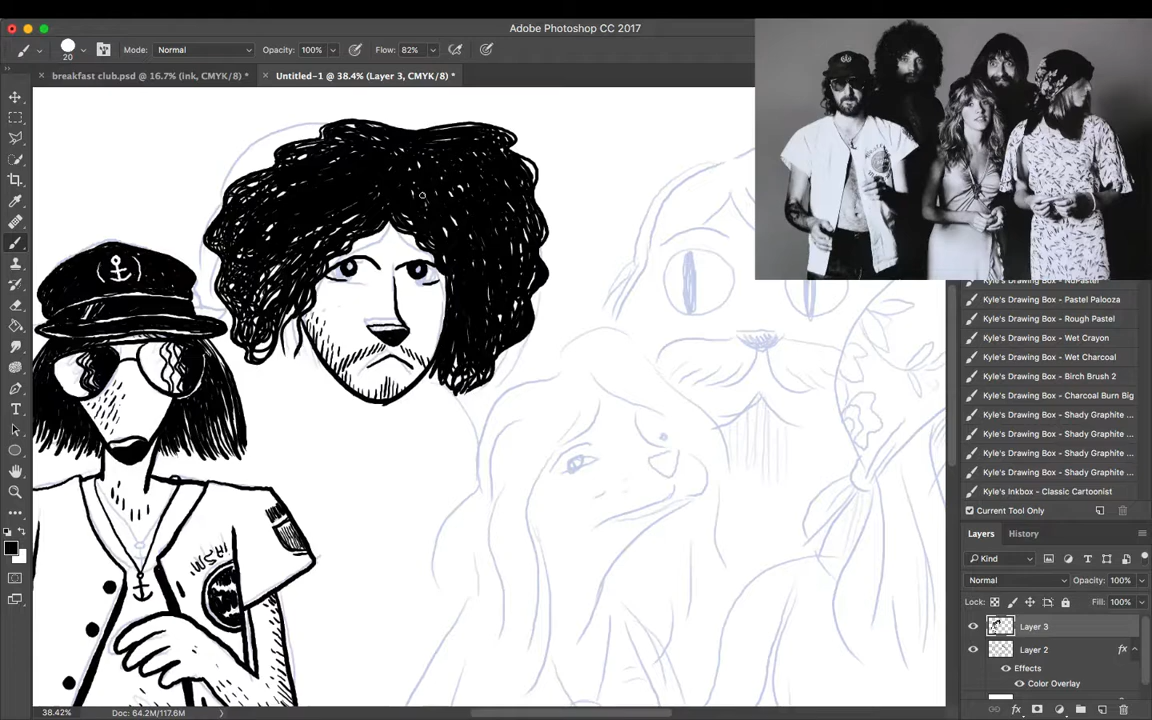 Adobe Photoshop CC 2017
20
Mode: Normal
Opacity: 100%
Flow: 82%
breakfast club.psd @ 16.7% (ink, CMYK/8) *
Untitled-1 @ 38.4% (Layer 3, CMYK/8) *
Kyle's Drawing Box - Pastel Palooza
Kyle's Drawing Box - Rough Pastel
Kyle's Drawing Box - Wet Crayon
Kyle's Drawing Box - Wet Charcoal
Kyle's Drawing Box - Birch Brush 2
Kyle's Drawing Box - Charcoal Burn Big
Kyle's Drawing Box - Shady Graphite ...
Kyle's Drawing Box - Shady Graphite ...
Kyle's Drawing Box - Shady Graphite ...
Kyle's Drawing Box - Shady Graphite ...
Kyle's Inkbox - Classic Cartoonist
Current Tool Only
Layers
History
Kind
Normal
Opacity: 100%
Lock:
Fill: 100%
Layer 3
Layer 2
fx
Effects
Color Overlay
fx
38.42%
Doc: 64.2M/117.6M